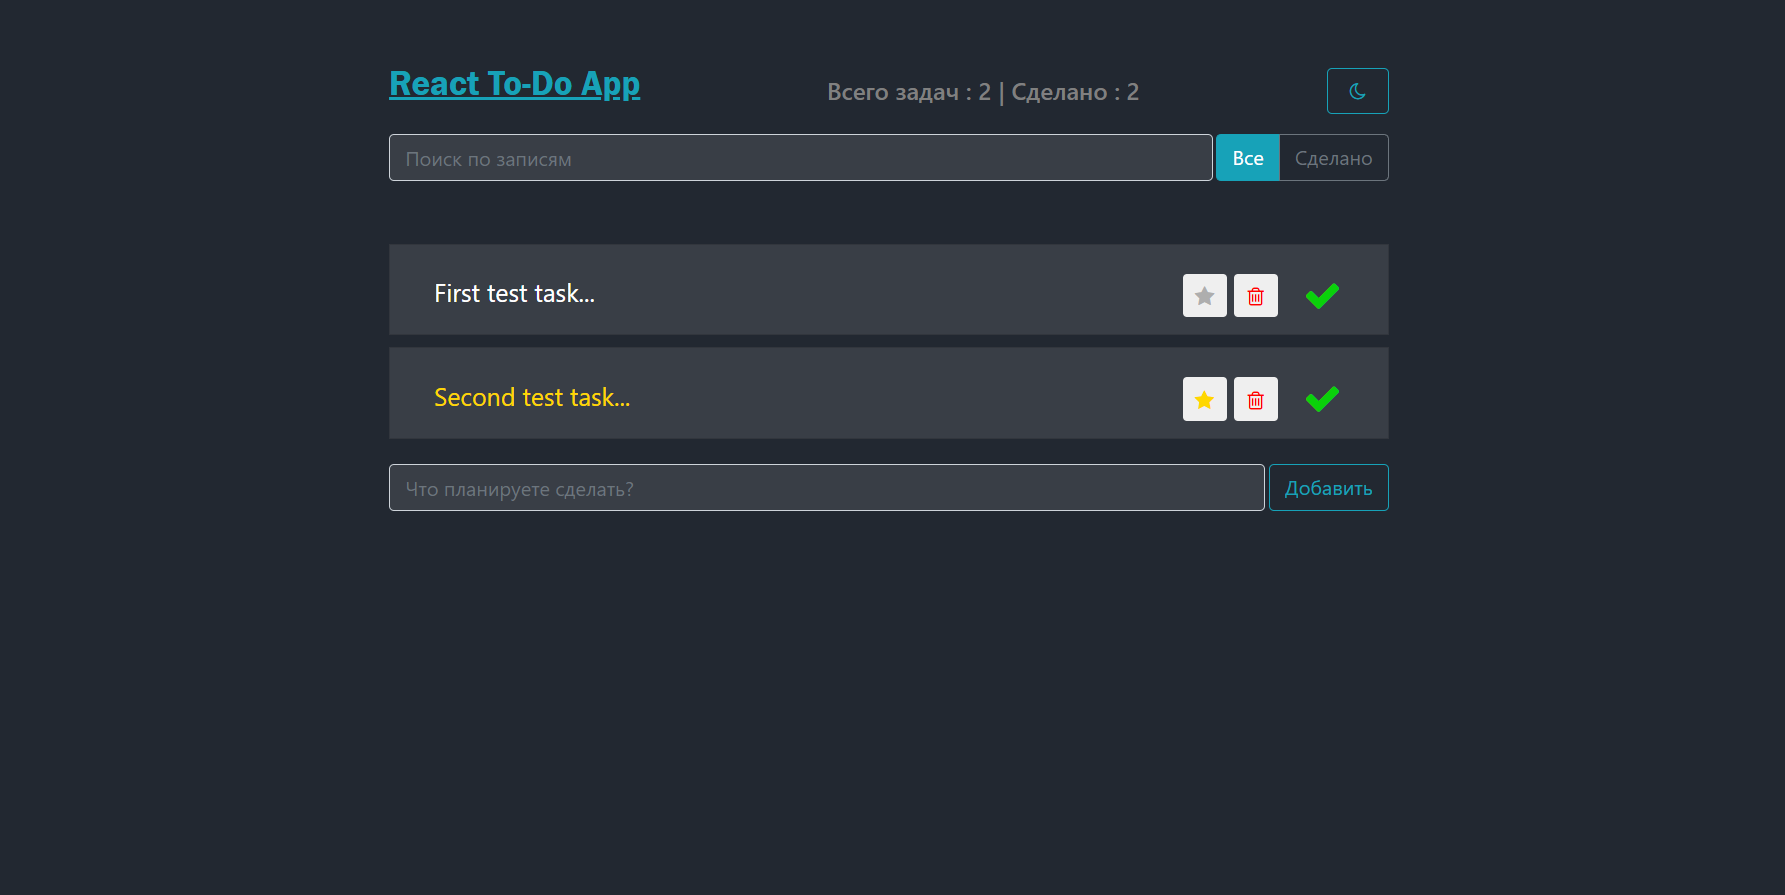 React To-Do App
Всего задач : 2 | Сделано : 2
Поиск по записям
Все
Сделано
First test task...
Second test task...
Что планируете сделать?
Добавить